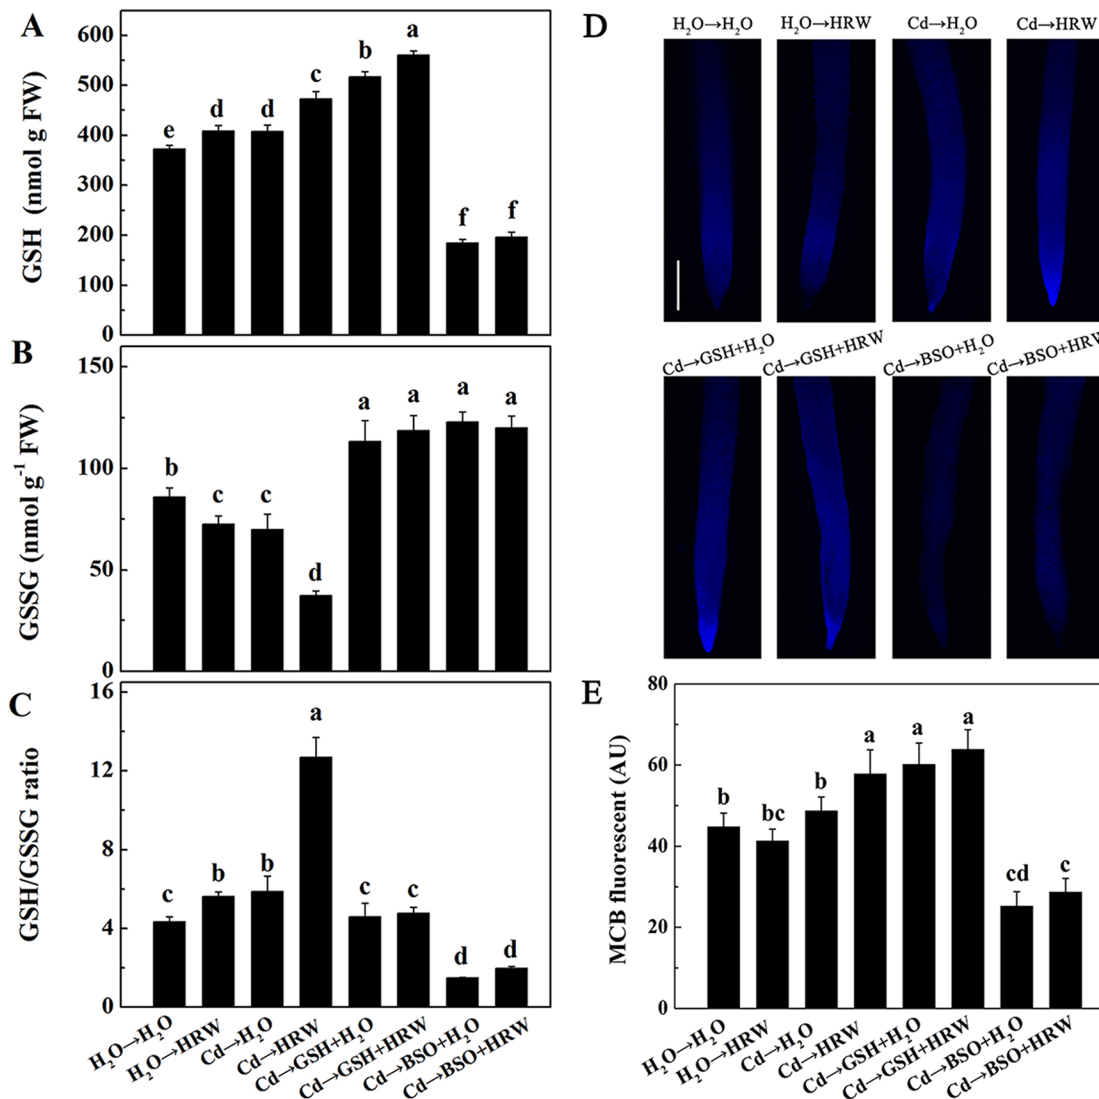 A
GSH (nmol g FW)
600
500
400
300
200
100
0
e
d
d
c
b
a
f
f
B
GSSG (nmol g⁻¹ FW)
150
100
50
0
b
c
c
d
a
a
a
a
C
GSH/GSSG ratio
16
12
8
4
0
c
b
b
a
c
c
d
d
H₂O→H₂O
H₂O→HRW
Cd→H₂O
Cd→HRW
Cd→GSH+H₂O
Cd→GSH+HRW
Cd→BSO+H₂O
Cd→BSO+HRW
D
H₂O→H₂O
H₂O→HRW
Cd→H₂O
Cd→HRW
Cd→GSH+H₂O
Cd→GSH+HRW
Cd→BSO+H₂O
Cd→BSO+HRW
E
MCB fluorescent (AU)
80
60
40
20
0
b
bc
b
a
a
a
cd
c
H₂O→H₂O
H₂O→HRW
Cd→H₂O
Cd→HRW
Cd→GSH+H₂O
Cd→GSH+HRW
Cd→BSO+H₂O
Cd→BSO+HRW